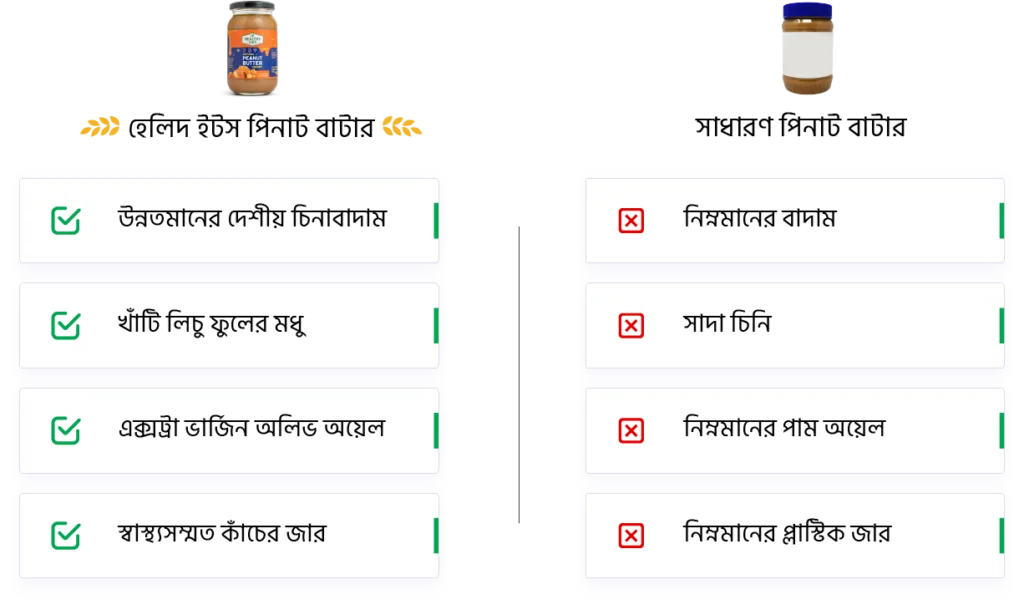 PEANUT
BUTTER
হেলিদ ইটস পিনাট বাটার
সাধারণ পিনাট বাটার
উন্নতমানের দেশীয় চিনাবাদাম
নিম্নমানের বাদাম
খাঁটি লিচু ফুলের মধু
সাদা চিনি
এক্সট্রা ভার্জিন অলিভ অয়েল
নিম্নমানের পাম অয়েল
স্বাস্থ্যসম্মত কাঁচের জার
নিম্নমানের প্লাস্টিক জার